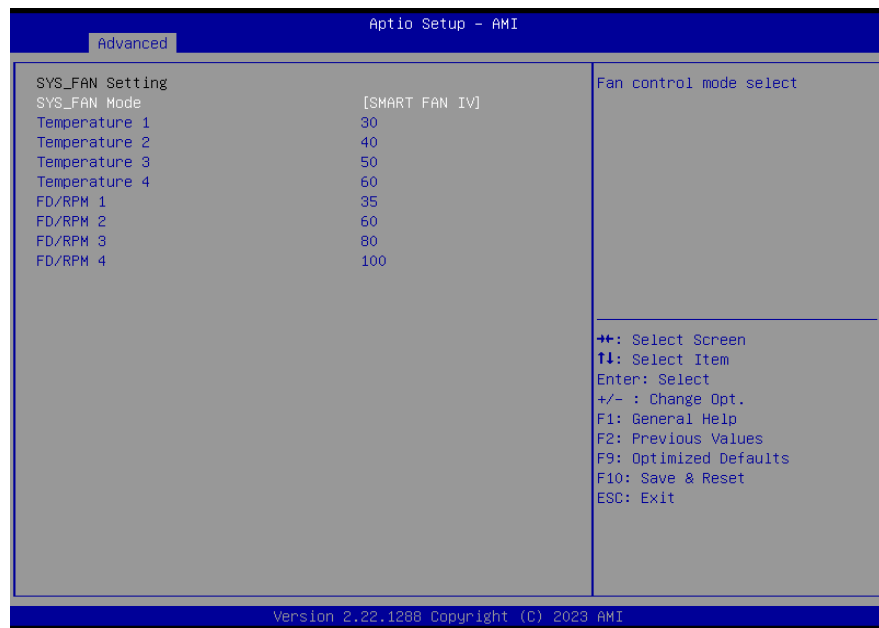 Aptio Setup – AMI
Advanced
SYS_FAN Setting
SYS_FAN Mode [SMART FAN IV]
Temperature 1 30
Temperature 2 40
Temperature 3 50
Temperature 4 60
FD/RPM 1 35
FD/RPM 2 60
FD/RPM 3 80
FD/RPM 4 100
Fan control mode select
→←: Select Screen
↑↓: Select Item
Enter: Select
+/- : Change Opt.
F1: General Help
F2: Previous Values
F9: Optimized Defaults
F10: Save & Reset
ESC: Exit
Version 2.22.1288 Copyright (C) 2023 AMI